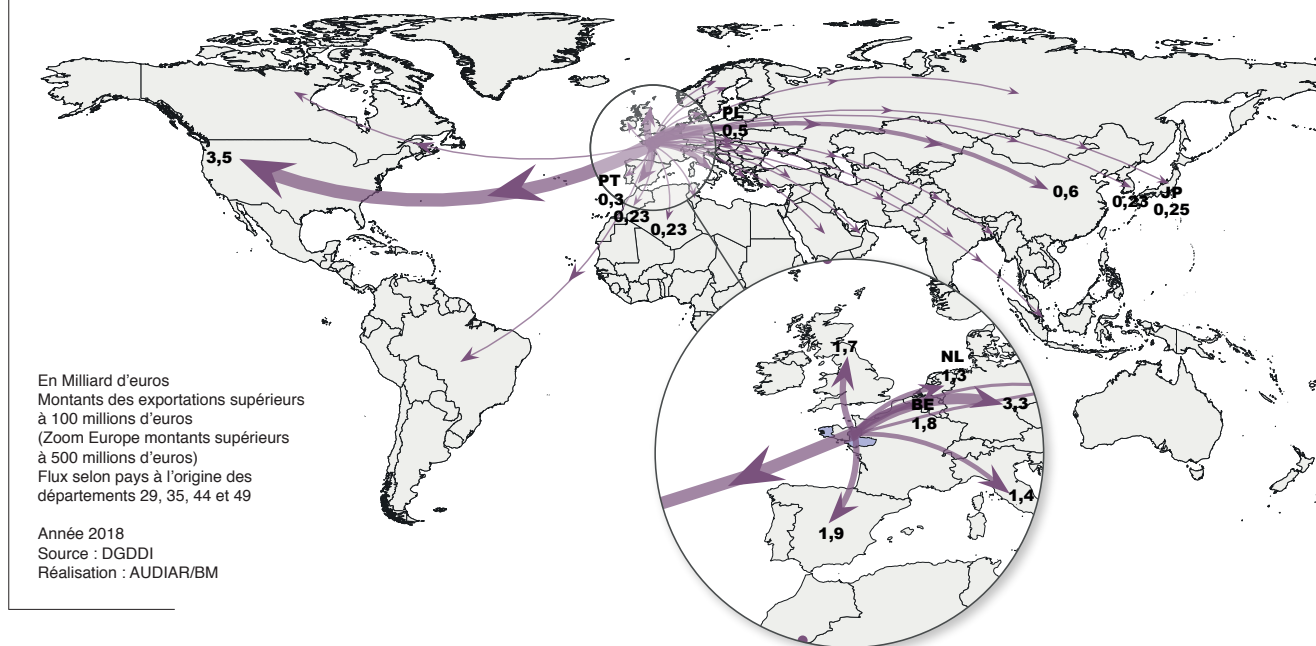 PL
0,5
3,5
PT
0,3
0,23
0,23
0,6
0,23
JP
0,25
1,7
NL
1,3
BE
1,8
3,3
1,4
1,9
En Milliard d'euros
Montants des exportations supérieurs
à 100 millions d'euros
(Zoom Europe montants supérieurs
à 500 millions d'euros)
Flux selon pays à l'origine des
départements 29, 35, 44 et 49
Année 2018
Source : DGDDI
Réalisation : AUDIAR/BM